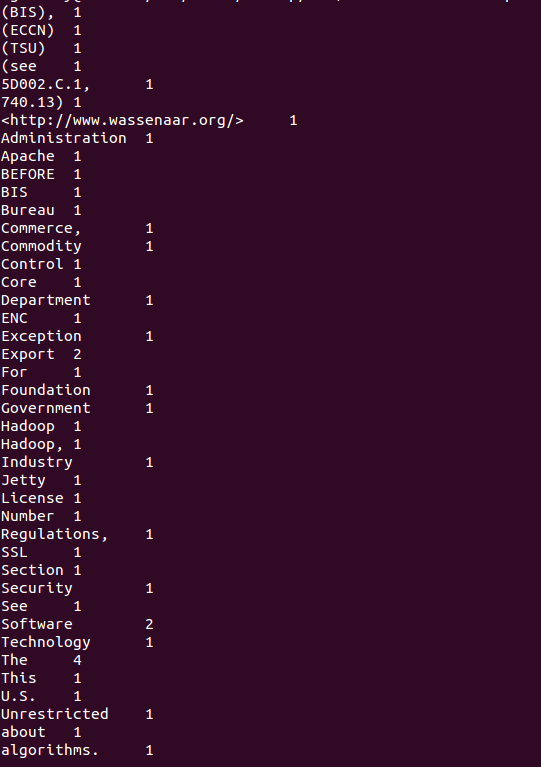 (BIS), 1
(ECCN) 1
(TSU) 1
(see 1
5D002.C.1, 1
740.13) 1
<http://www.wassenaar.org/> 1
Administration 1
Apache 1
BEFORE 1
BIS 1
Bureau 1
Commerce, 1
Commodity 1
Control 1
Core 1
Department 1
ENC 1
Exception 1
Export 2
For 1
Foundation 1
Government 1
Hadoop 1
Hadoop, 1
Industry 1
Jetty 1
License 1
Number 1
Regulations, 1
SSL 1
Section 1
Security 1
See 1
Software 2
Technology 1
The 4
This 1
U.S. 1
Unrestricted 1
about 1
algorithms. 1